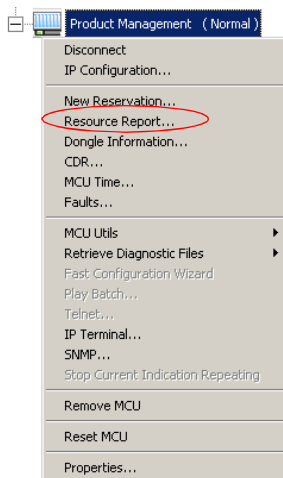 Product Management  ( Normal )
Disconnect
IP Configuration...
New Reservation...
Resource Report...
Dongle Information...
CDR...
MCU Time...
Faults...
MCU Utils
Retrieve Diagnostic Files
Fast Configuration Wizard
Play Batch...
Telnet...
IP Terminal...
SNMP...
Stop Current Indication Repeating
Remove MCU
Reset MCU
Properties...